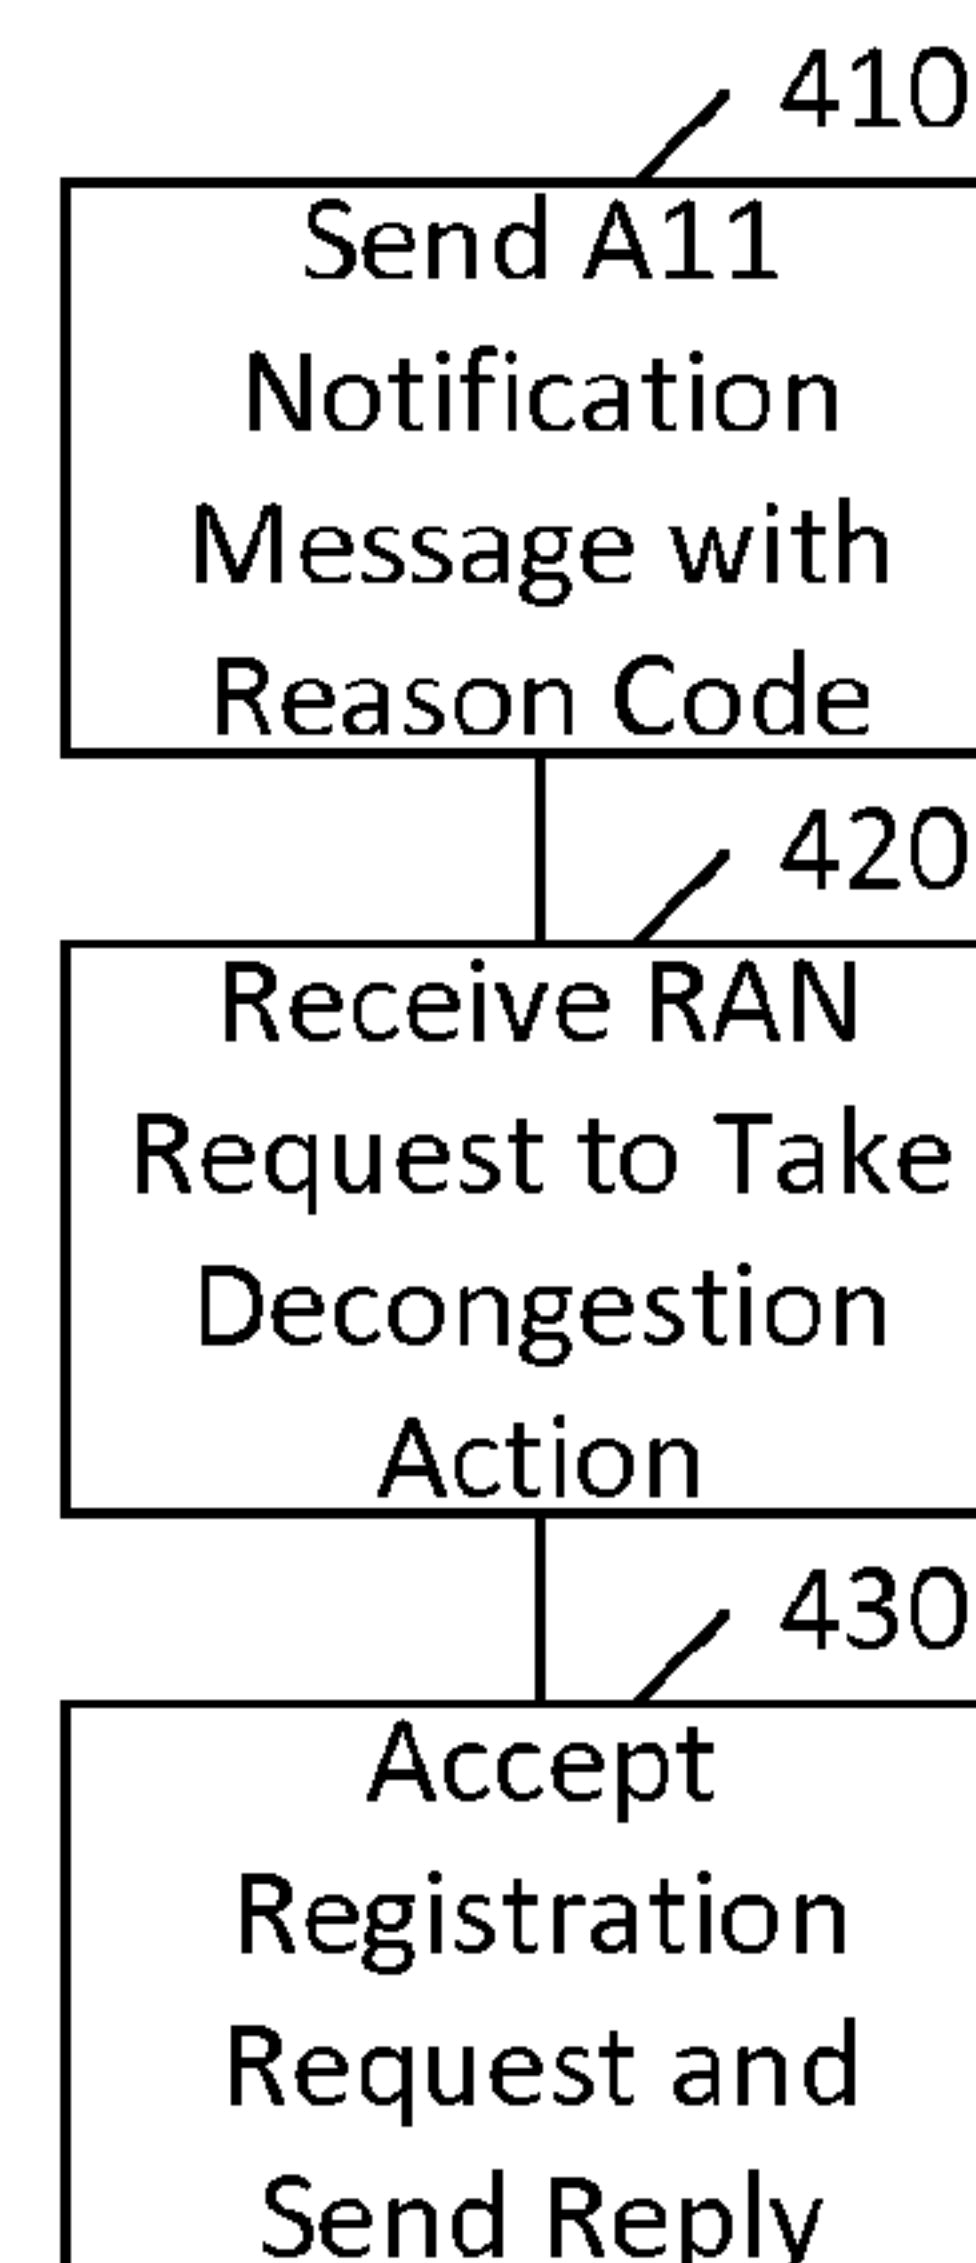 410
Send A11
Notification
Message with
Reason Code
420
Receive RAN
Request to Take
Decongestion
Action
430
Accept
Registration
Request and
Send Reply